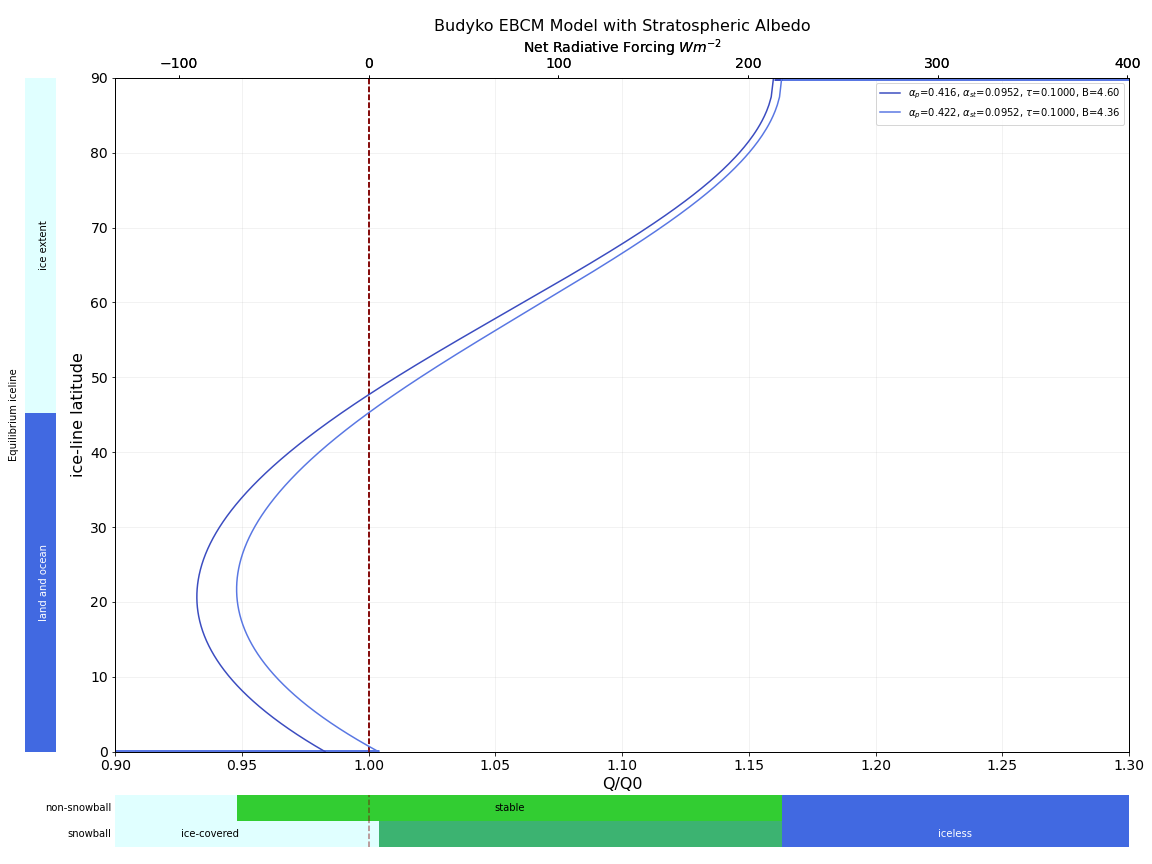 Budyko EBCM Model with Stratospheric Albedo
Net Radiative Forcing Wm⁻²
−100 0 100 200 300 400
α_p=0.416, α_st=0.0952, τ=0.1000, B=4.60
α_p=0.422, α_st=0.0952, τ=0.1000, B=4.36
90
80
70
60
50
40
30
20
10
0
ice-line latitude
Equilibrium iceline
ice extent
land and ocean
0.90 0.95 1.00 1.05 1.10 1.15 1.20 1.25 1.30
Q/Q0
non-snowball
stable
snowball
ice-covered
iceless